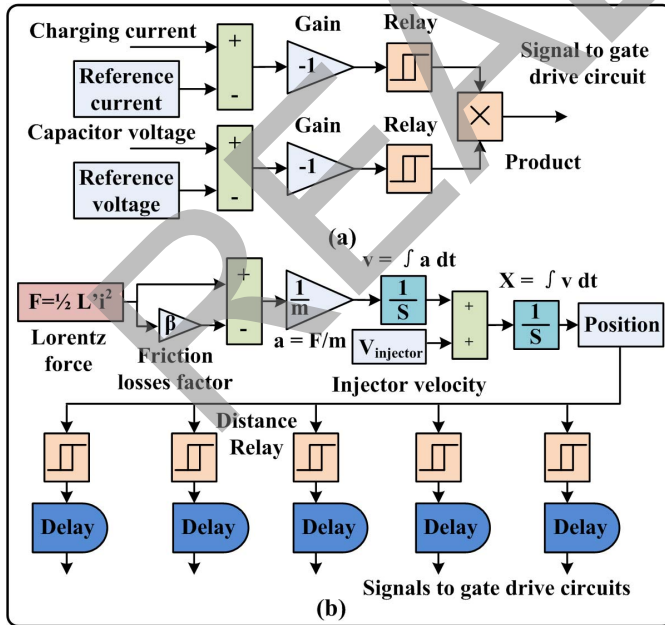 (a)
Charging current
+
Reference current
-
Gain
-1
Relay
Signal to gate drive circuit
×
Product
Capacitor voltage
+
Reference voltage
-
Gain
-1
Relay
(b)
F=½ L'i²
Lorentz force
β
Friction losses factor
+
-
1/m
a = F/m
v = ∫ a dt
1/S
V injector
Injector velocity
+
+
X = ∫ v dt
1/S
Position
Distance Relay
Delay
Delay
Delay
Delay
Delay
Signals to gate drive circuits